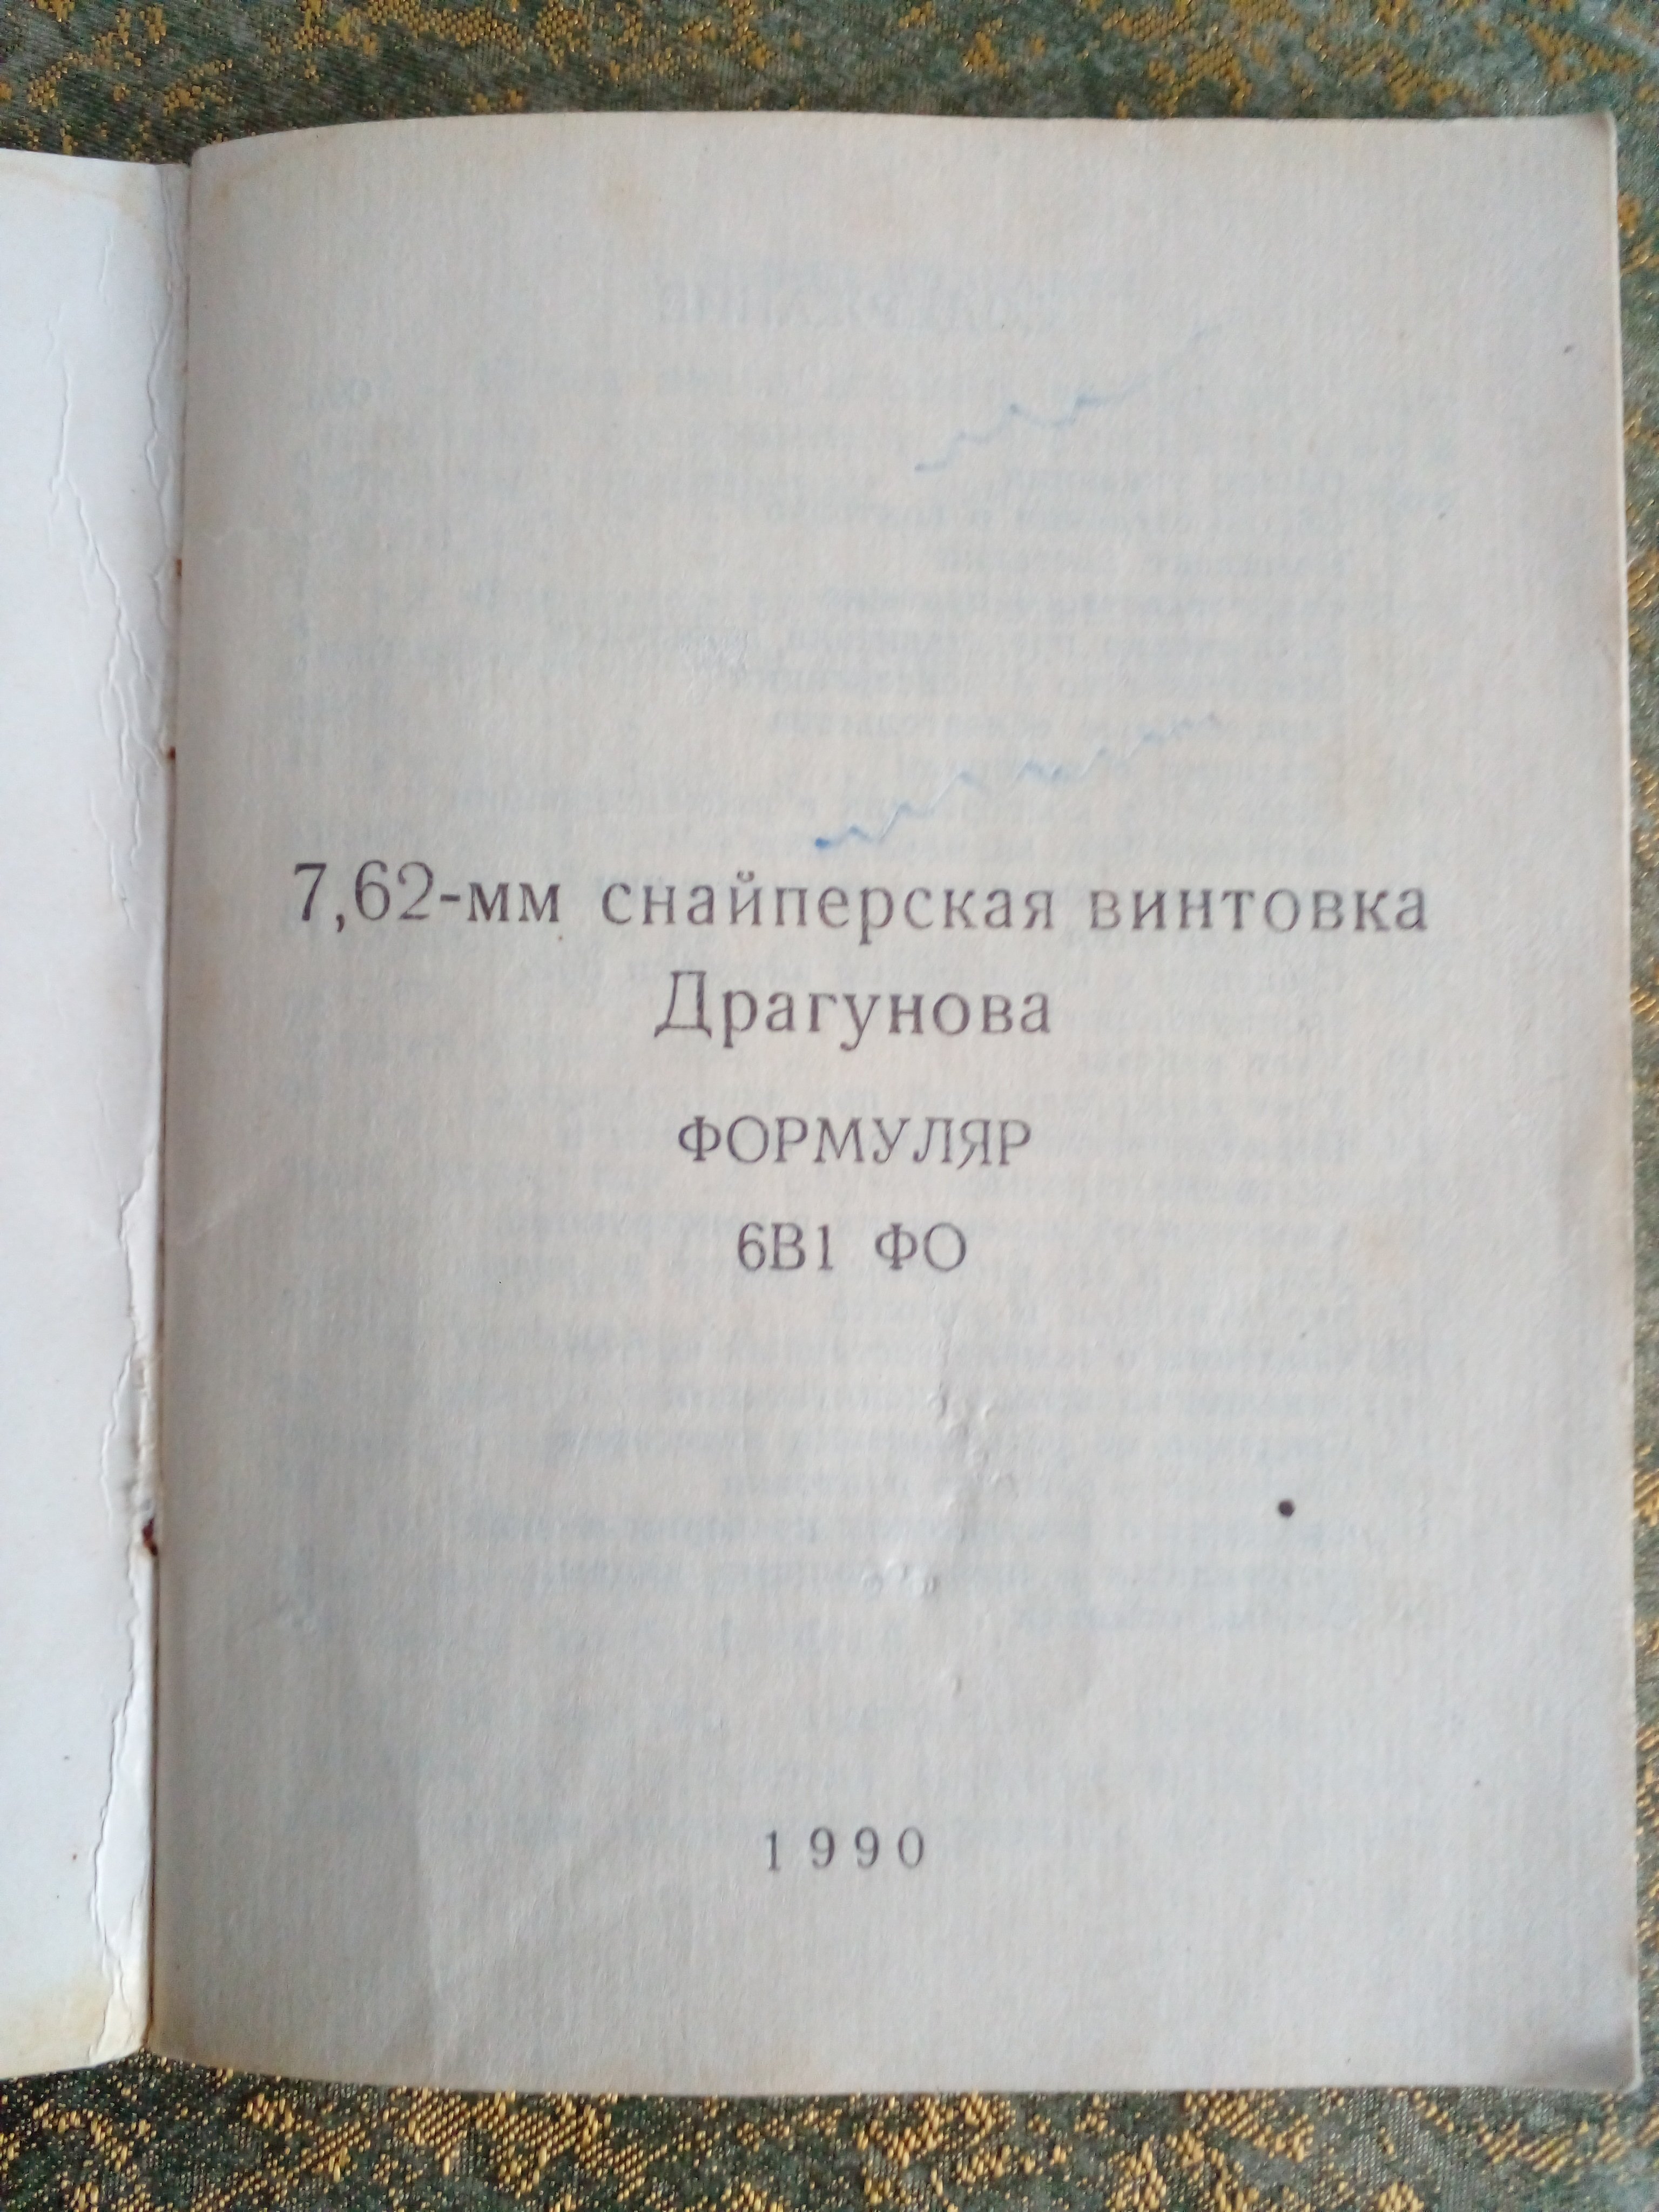 7,62-мм снайперская винтовка
Драгунова
ФОРМУЛЯР
6В1 ФО
1990